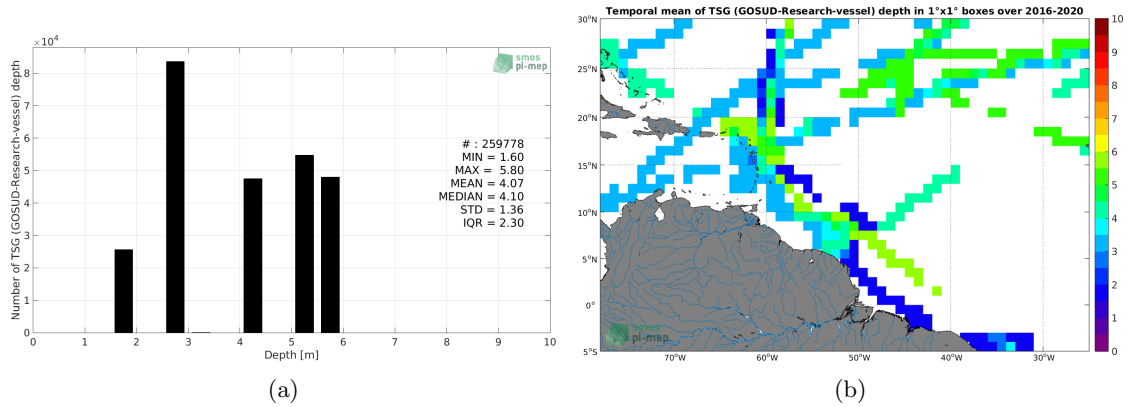 ×10⁴
8
7
6
5
4
3
2
1
0
Number of TSG (GOSUD-Research-vessel) depth
smos
pi-mep
# : 259778
MIN = 1.60
MAX = 5.80
MEAN = 4.07
MEDIAN = 4.10
STD = 1.36
IQR = 2.30
0 1 2 3 4 5 6 7 8 9 10
Depth [m]
(a)
Temporal mean of TSG (GOSUD-Research-vessel) depth in 1°x1° boxes over 2016-2020
30°N
25°N
20°N
15°N
10°N
5°N
0°
5°S
smos
pi-mep
70°W 60°W 50°W 40°W 30°W
10
9
8
7
6
5
4
3
2
1
0
(b)